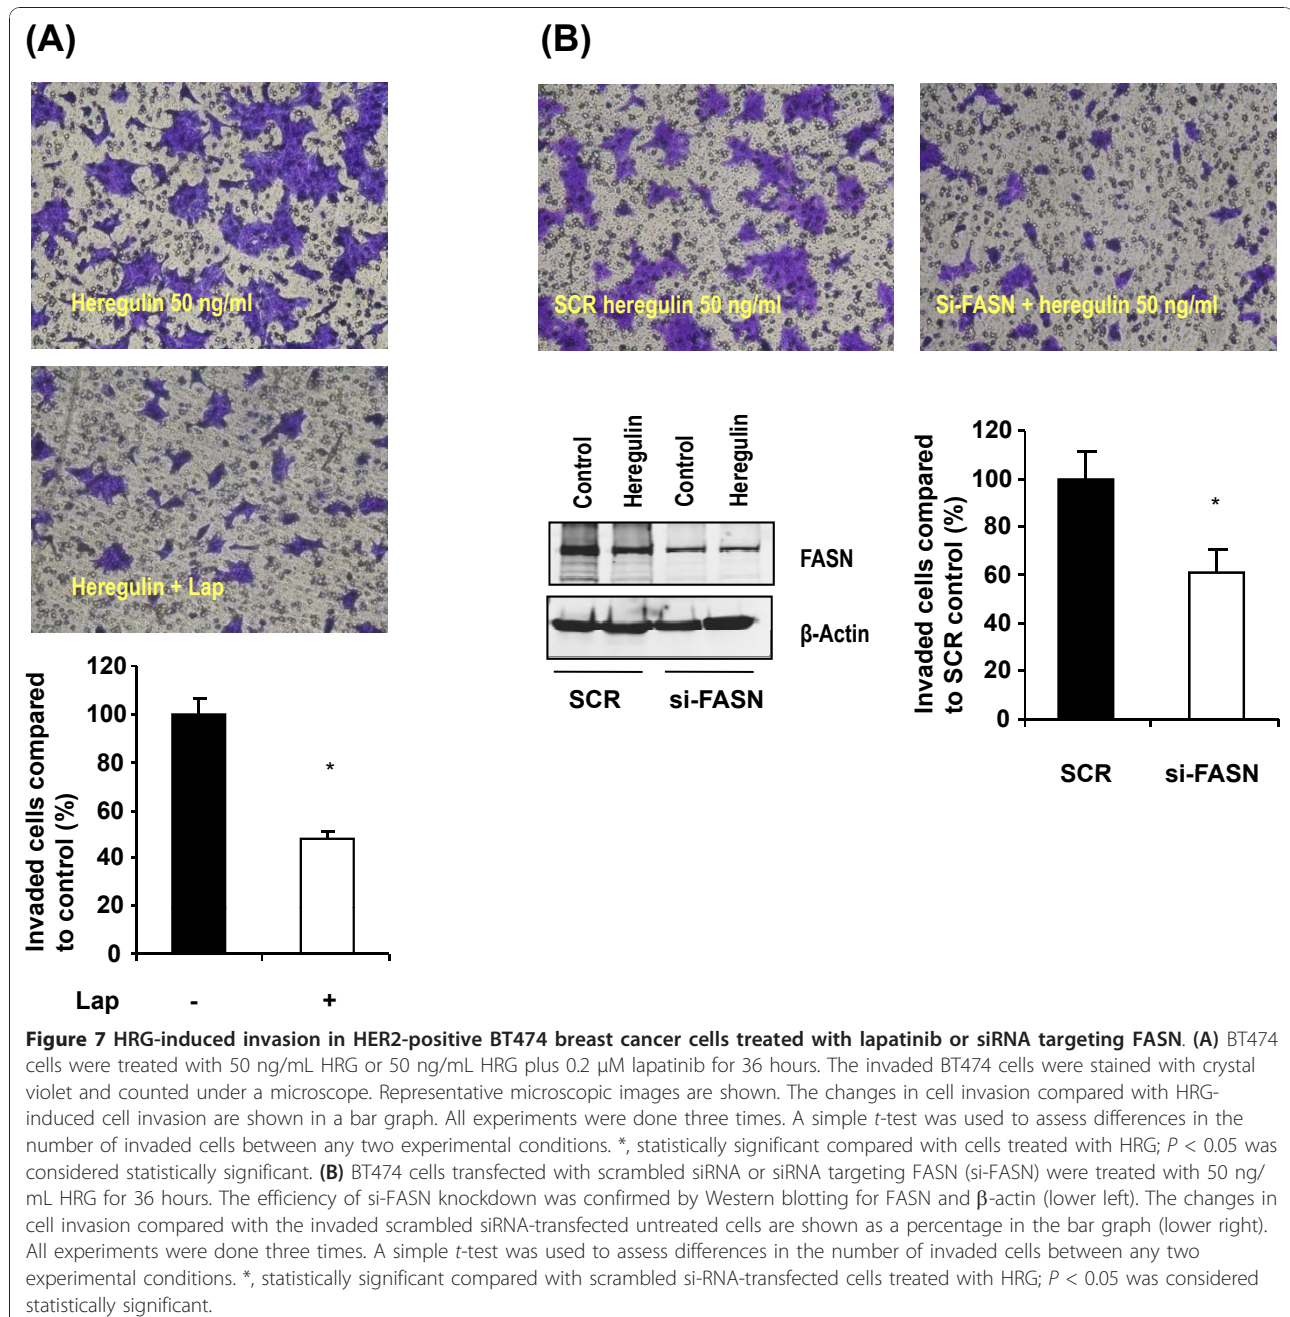 (A)
Heregulin 50 ng/ml
Heregulin + Lap
Invaded cells compared
to control (%)
120
100
80
60
40
20
0
*
Lap - +
(B)
SCR heregulin 50 ng/ml
Si-FASN + heregulin 50 ng/ml
Control
Heregulin
Control
Heregulin
FASN
β-Actin
SCR si-FASN
Invaded cells compared
to SCR control (%)
120
100
80
60
40
20
0
*
SCR si-FASN
Figure 7 HRG-induced invasion in HER2-positive BT474 breast cancer cells treated with lapatinib or siRNA targeting FASN. (A) BT474
cells were treated with 50 ng/mL HRG or 50 ng/mL HRG plus 0.2 μM lapatinib for 36 hours. The invaded BT474 cells were stained with crystal
violet and counted under a microscope. Representative microscopic images are shown. The changes in cell invasion compared with HRG-
induced cell invasion are shown in a bar graph. All experiments were done three times. A simple t-test was used to assess differences in the
number of invaded cells between any two experimental conditions. *, statistically significant compared with cells treated with HRG; P < 0.05 was
considered statistically significant. (B) BT474 cells transfected with scrambled siRNA or siRNA targeting FASN (si-FASN) were treated with 50 ng/
mL HRG for 36 hours. The efficiency of si-FASN knockdown was confirmed by Western blotting for FASN and β-actin (lower left). The changes in
cell invasion compared with the invaded scrambled siRNA-transfected untreated cells are shown as a percentage in the bar graph (lower right).
All experiments were done three times. A simple t-test was used to assess differences in the number of invaded cells between any two
experimental conditions. *, statistically significant compared with scrambled si-RNA-transfected cells treated with HRG; P < 0.05 was considered
statistically significant.